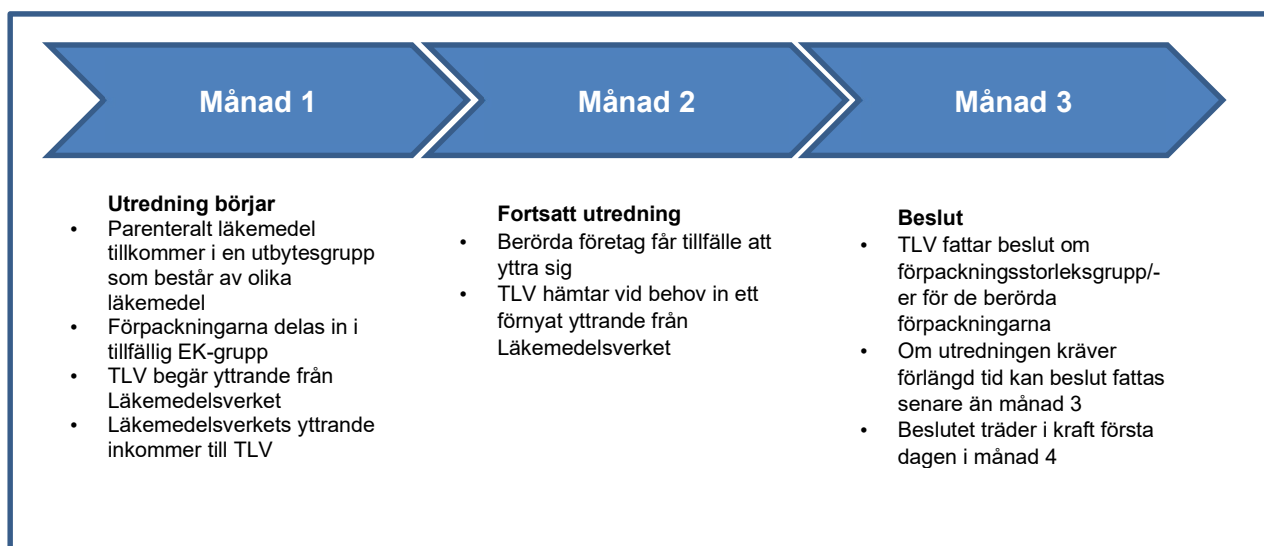 Månad 1
Månad 2
Månad 3
Utredning börjar
• Parenteralt läkemedel
tillkommer i en utbytesgrupp
som består av olika
läkemedel
• Förpackningarna delas in i
tillfällig EK-grupp
• TLV begär yttrande från
Läkemedelsverket
• Läkemedelsverkets yttrande
inkommer till TLV
Fortsatt utredning
• Berörda företag får tillfälle att
yttra sig
• TLV hämtar vid behov in ett
förnyat yttrande från
Läkemedelsverket
Beslut
• TLV fattar beslut om
förpackningsstorleksgrupp/-
er för de berörda
förpackningarna
• Om utredningen kräver
förlängd tid kan beslut fattas
senare än månad 3
• Beslutet träder i kraft första
dagen i månad 4